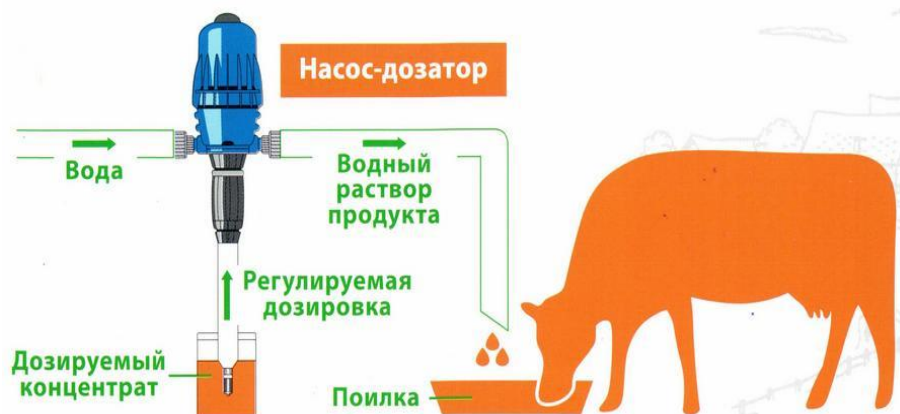 Насос-дозатор
Вода
Водный
раствор
продукта
Регулируемая
дозировка
Дозируемый
концентрат
Поилка